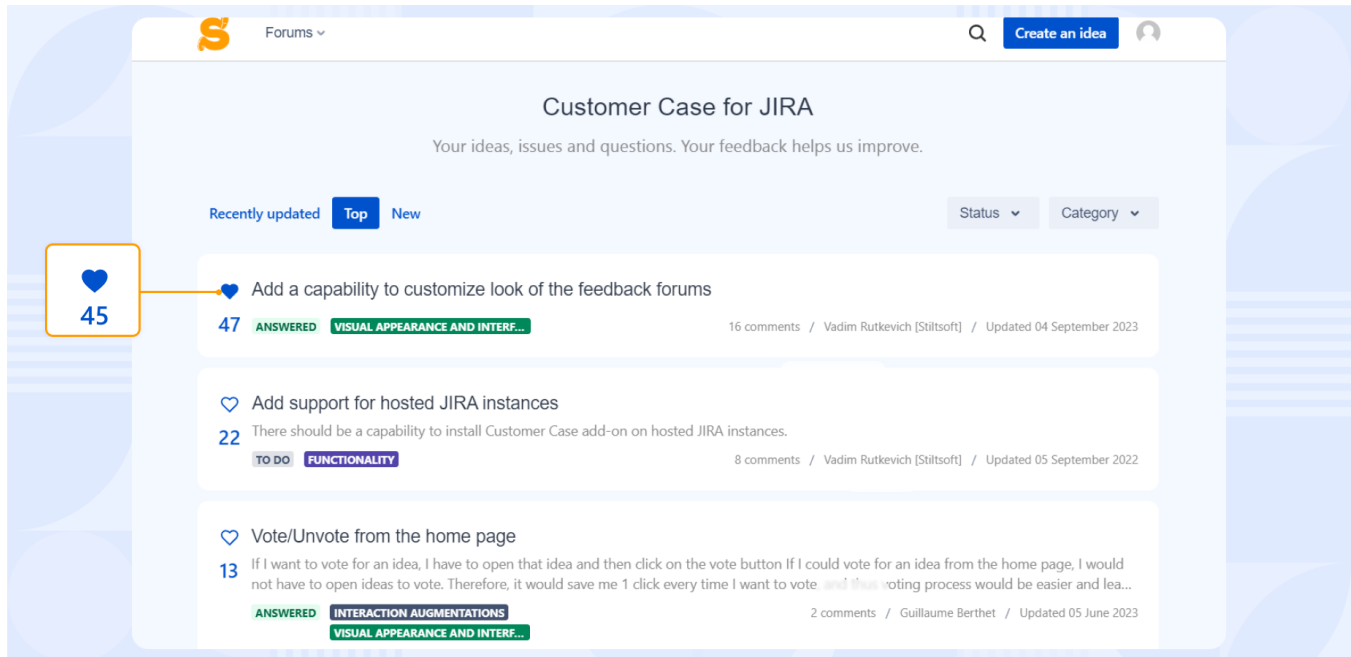 Forums
Create an idea
Customer Case for JIRA
Your ideas, issues and questions. Your feedback helps us improve.
Recently updated Top New Status Category
45
Add a capability to customize look of the feedback forums
47 ANSWERED VISUAL APPEARANCE AND INTERF... 16 comments / Vadim Rutkevich [Stiltsoft] / Updated 04 September 2023
Add support for hosted JIRA instances
22 There should be a capability to install Customer Case add-on on hosted JIRA instances.
TO DO FUNCTIONALITY 8 comments / Vadim Rutkevich [Stiltsoft] / Updated 05 September 2022
Vote/Unvote from the home page
13 If I want to vote for an idea, I have to open that idea and then click on the vote button If I could vote for an idea from the home page, I would
not have to open ideas to vote. Therefore, it would save me 1 click every time I want to vote, and thus voting process would be easier and lea...
ANSWERED INTERACTION AUGMENTATIONS 2 comments / Guillaume Berthet / Updated 05 June 2023
VISUAL APPEARANCE AND INTERF...